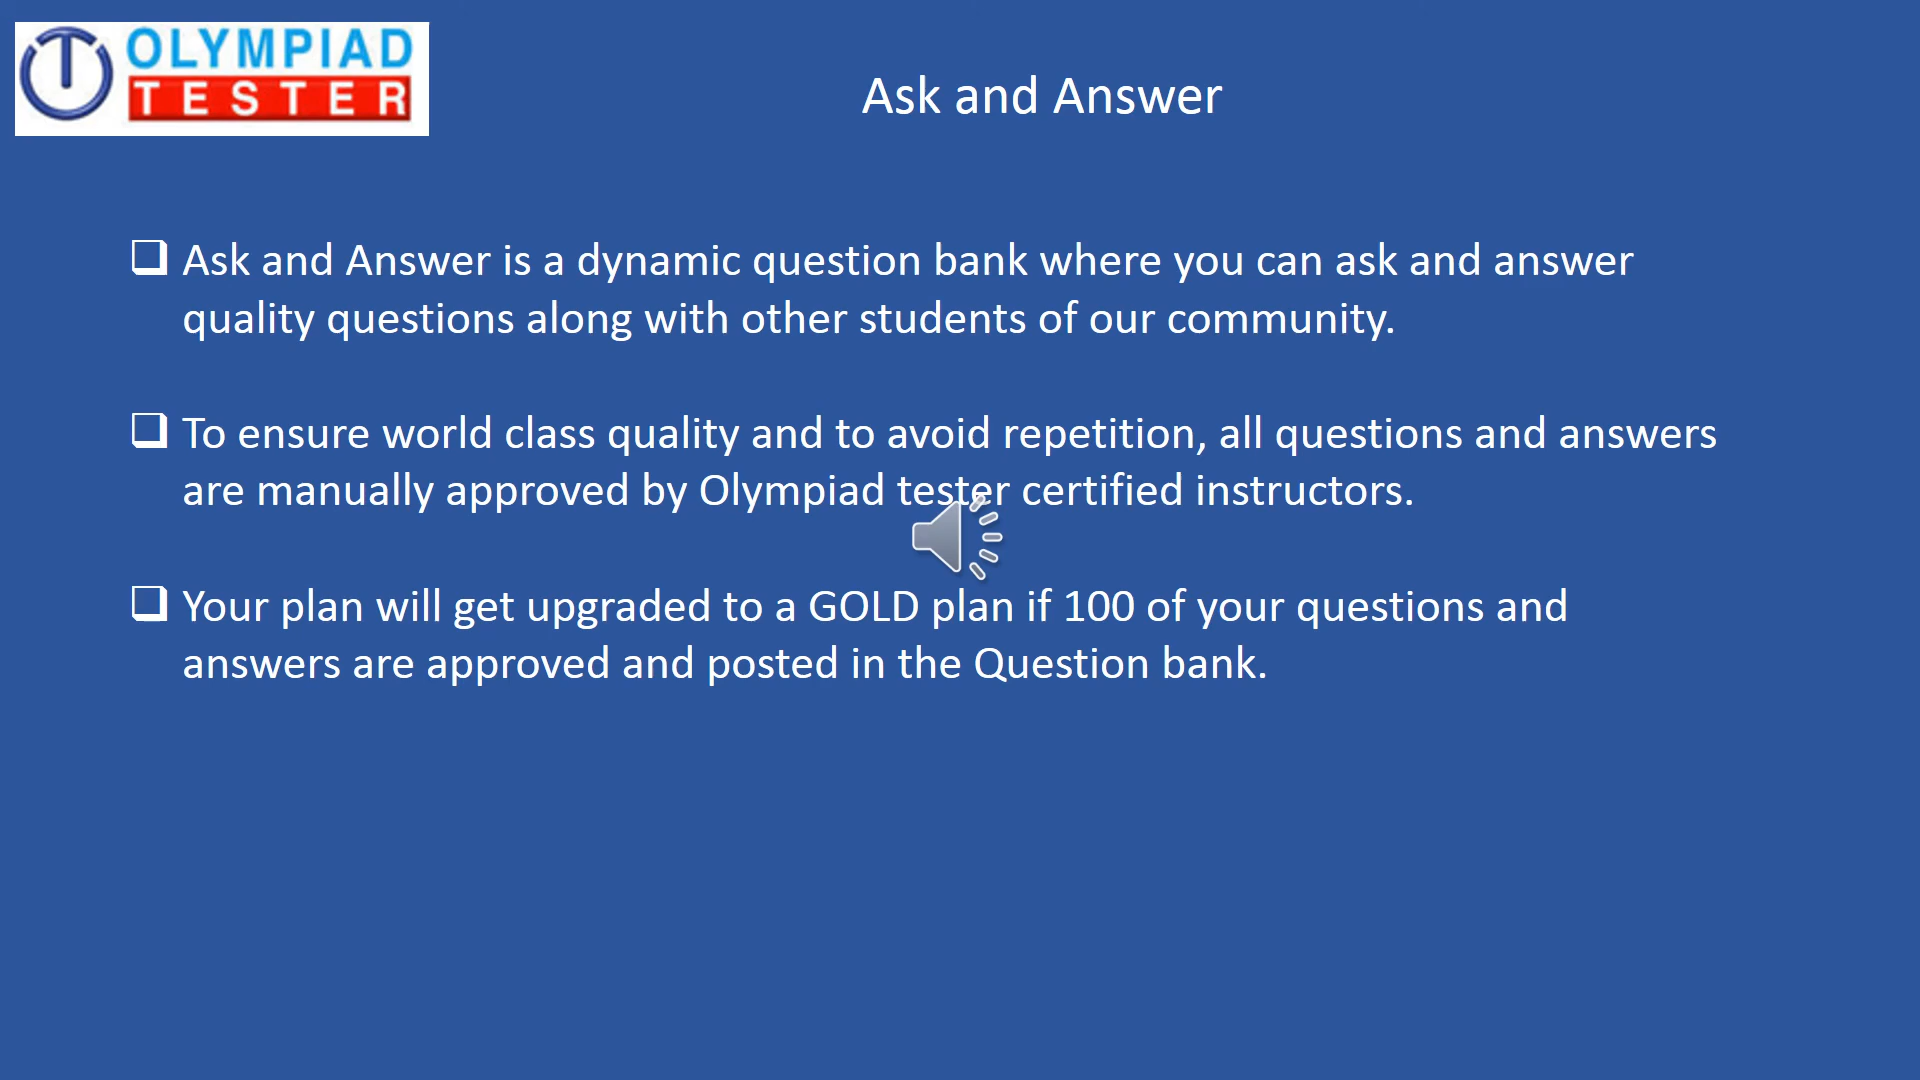 OLYMPIAD
TESTER
Ask and Answer
Ask and Answer is a dynamic question bank where you can ask and answer
quality questions along with other students of our community.
To ensure world class quality and to avoid repetition, all questions and answers
are manually approved by Olympiad tester certified instructors.
Your plan will get upgraded to a GOLD plan if 100 of your questions and
answers are approved and posted in the Question bank.